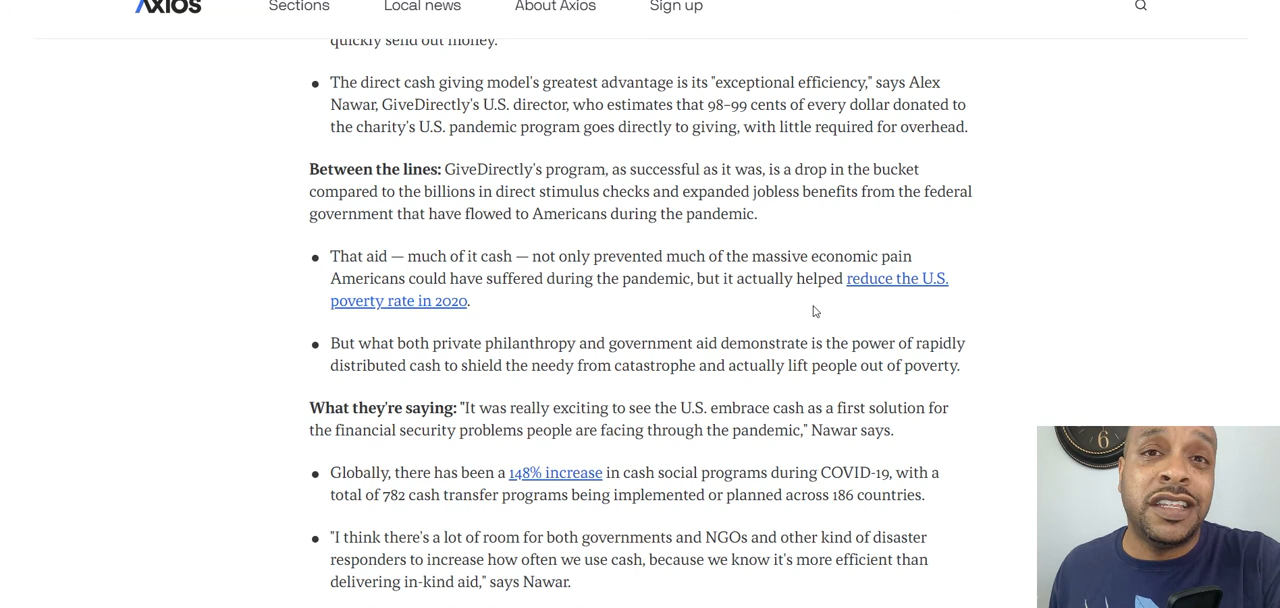 AXIOS Sections Local news About Axios Sign up
quickly send out money.
• The direct cash giving model's greatest advantage is its "exceptional efficiency," says Alex
Nawar, GiveDirectly's U.S. director, who estimates that 98–99 cents of every dollar donated to
the charity's U.S. pandemic program goes directly to giving, with little required for overhead.
Between the lines: GiveDirectly's program, as successful as it was, is a drop in the bucket
compared to the billions in direct stimulus checks and expanded jobless benefits from the federal
government that have flowed to Americans during the pandemic.
• That aid — much of it cash — not only prevented much of the massive economic pain
Americans could have suffered during the pandemic, but it actually helped reduce the U.S.
poverty rate in 2020.
• But what both private philanthropy and government aid demonstrate is the power of rapidly
distributed cash to shield the needy from catastrophe and actually lift people out of poverty.
What they're saying: "It was really exciting to see the U.S. embrace cash as a first solution for
the financial security problems people are facing through the pandemic," Nawar says.
• Globally, there has been a 148% increase in cash social programs during COVID-19, with a
total of 782 cash transfer programs being implemented or planned across 186 countries.
• "I think there's a lot of room for both governments and NGOs and other kind of disaster
responders to increase how often we use cash, because we know it's more efficient than
delivering in-kind aid," says Nawar.
6